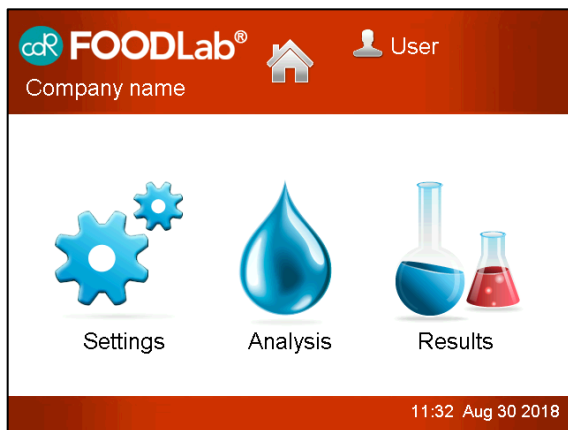 cdR FOODLab®
User
Company name
Settings
Analysis
Results
11:32 Aug 30 2018